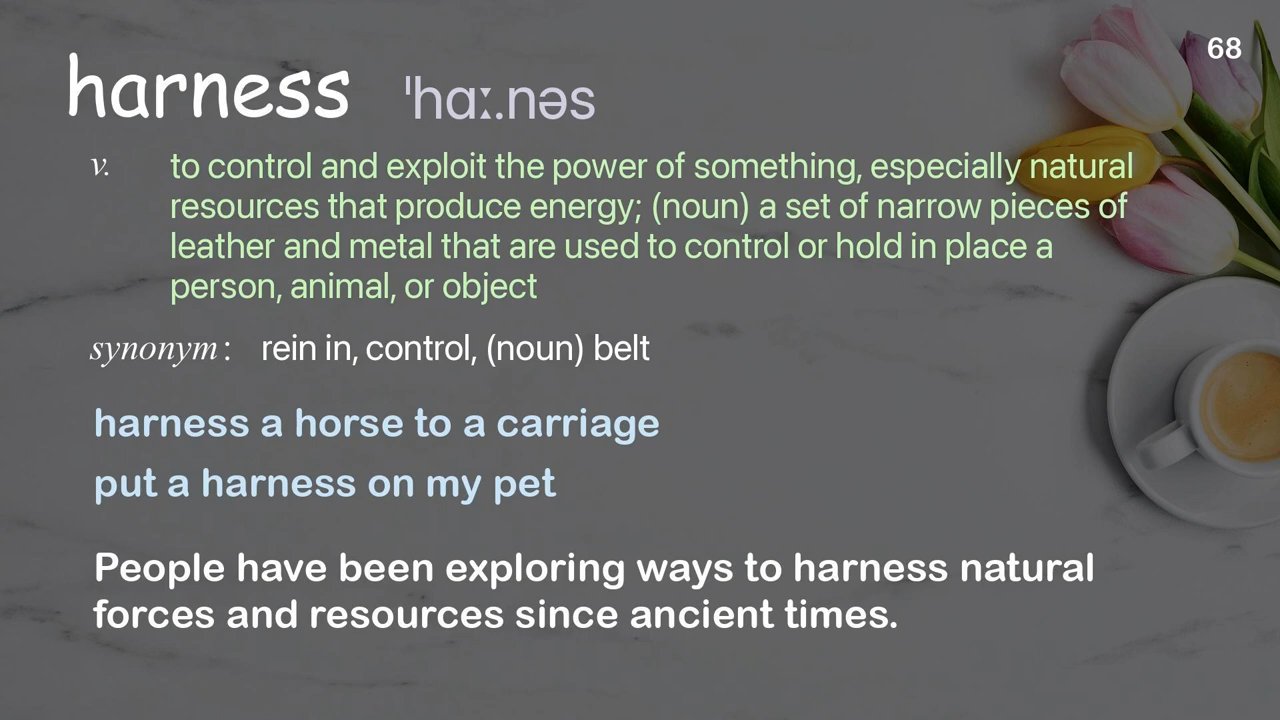 68
harness ˈhɑː.nəs
v. to control and exploit the power of something, especially natural
resources that produce energy; (noun) a set of narrow pieces of
leather and metal that are used to control or hold in place a
person, animal, or object
synonym: rein in, control, (noun) belt
harness a horse to a carriage
put a harness on my pet
People have been exploring ways to harness natural
forces and resources since ancient times.